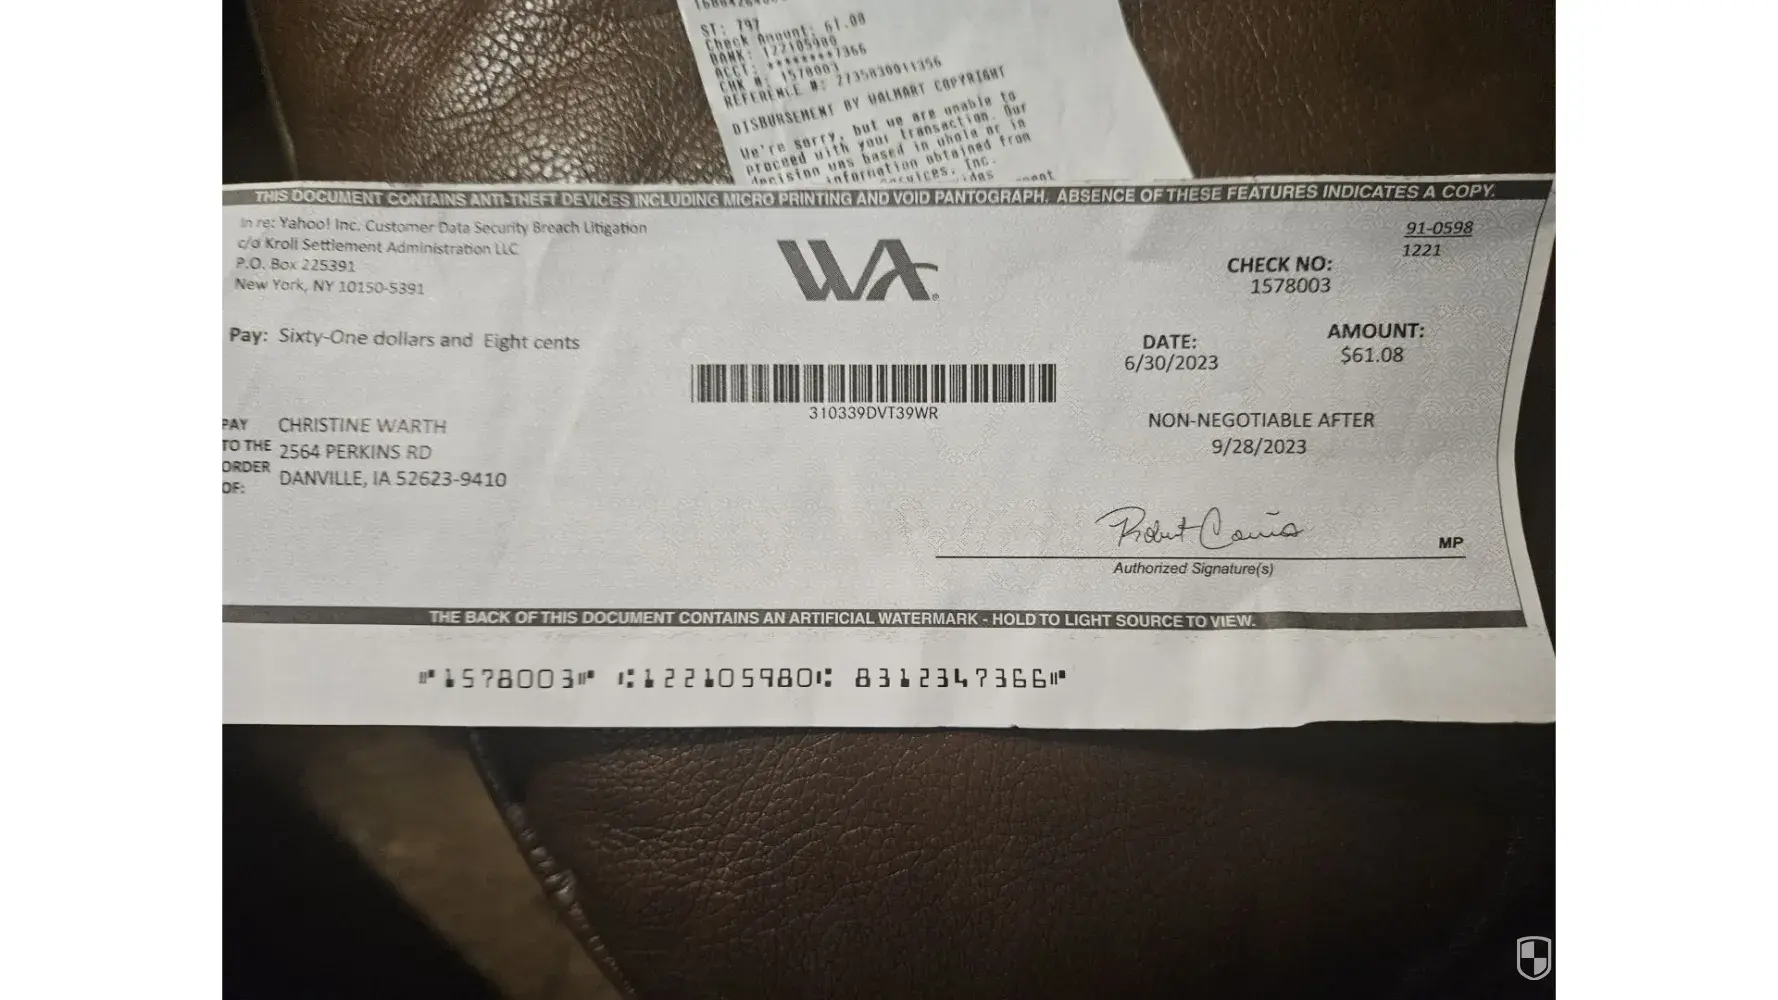 ST: 797
Check Amount: 61.08
BANK: 122105980
ACCT: ********7366
CHK #: 1578003
REFERENCE #: 2735830011356
DISBURSEMENT BY WALMART COPYRIGHT
We're sorry, but we are unable to
proceed with your transaction. Our
decision was based in whole or in
information obtained from
Inc.
THIS DOCUMENT CONTAINS ANTI-THEFT DEVICES INCLUDING MICRO PRINTING AND VOID PANTOGRAPH. ABSENCE OF THESE FEATURES INDICATES A COPY.
In re: Yahoo! Inc. Customer Data Security Breach Litigation
c/o Kroll Settlement Administration LLC
P.O. Box 225391
New York, NY 10150-5391
WA
91-0598
1221
CHECK NO:
1578003
Pay: Sixty-One dollars and Eight cents
DATE:
6/30/2023
AMOUNT:
$61.08
310339DVT39WR
NON-NEGOTIABLE AFTER
9/28/2023
PAY
TO THE
ORDER
OF:
CHRISTINE WARTH
2564 PERKINS RD
DANVILLE, IA 52623-9410
Robert Canis
MP
Authorized Signature(s)
THE BACK OF THIS DOCUMENT CONTAINS AN ARTIFICIAL WATERMARK - HOLD TO LIGHT SOURCE TO VIEW.
⑈1578003⑈ ⑆122105980⑆ 8312347366⑈